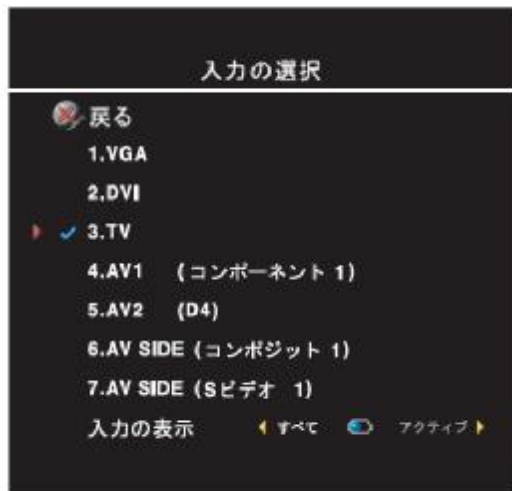 入力の選択
戻る
1.VGA
2.DVI
3.TV
4.AV1 (コンポーネント 1)
5.AV2 (D4)
6.AV SIDE (コンポジット 1)
7.AV SIDE (Sビデオ 1)
入力の表示 すべて アクティブ